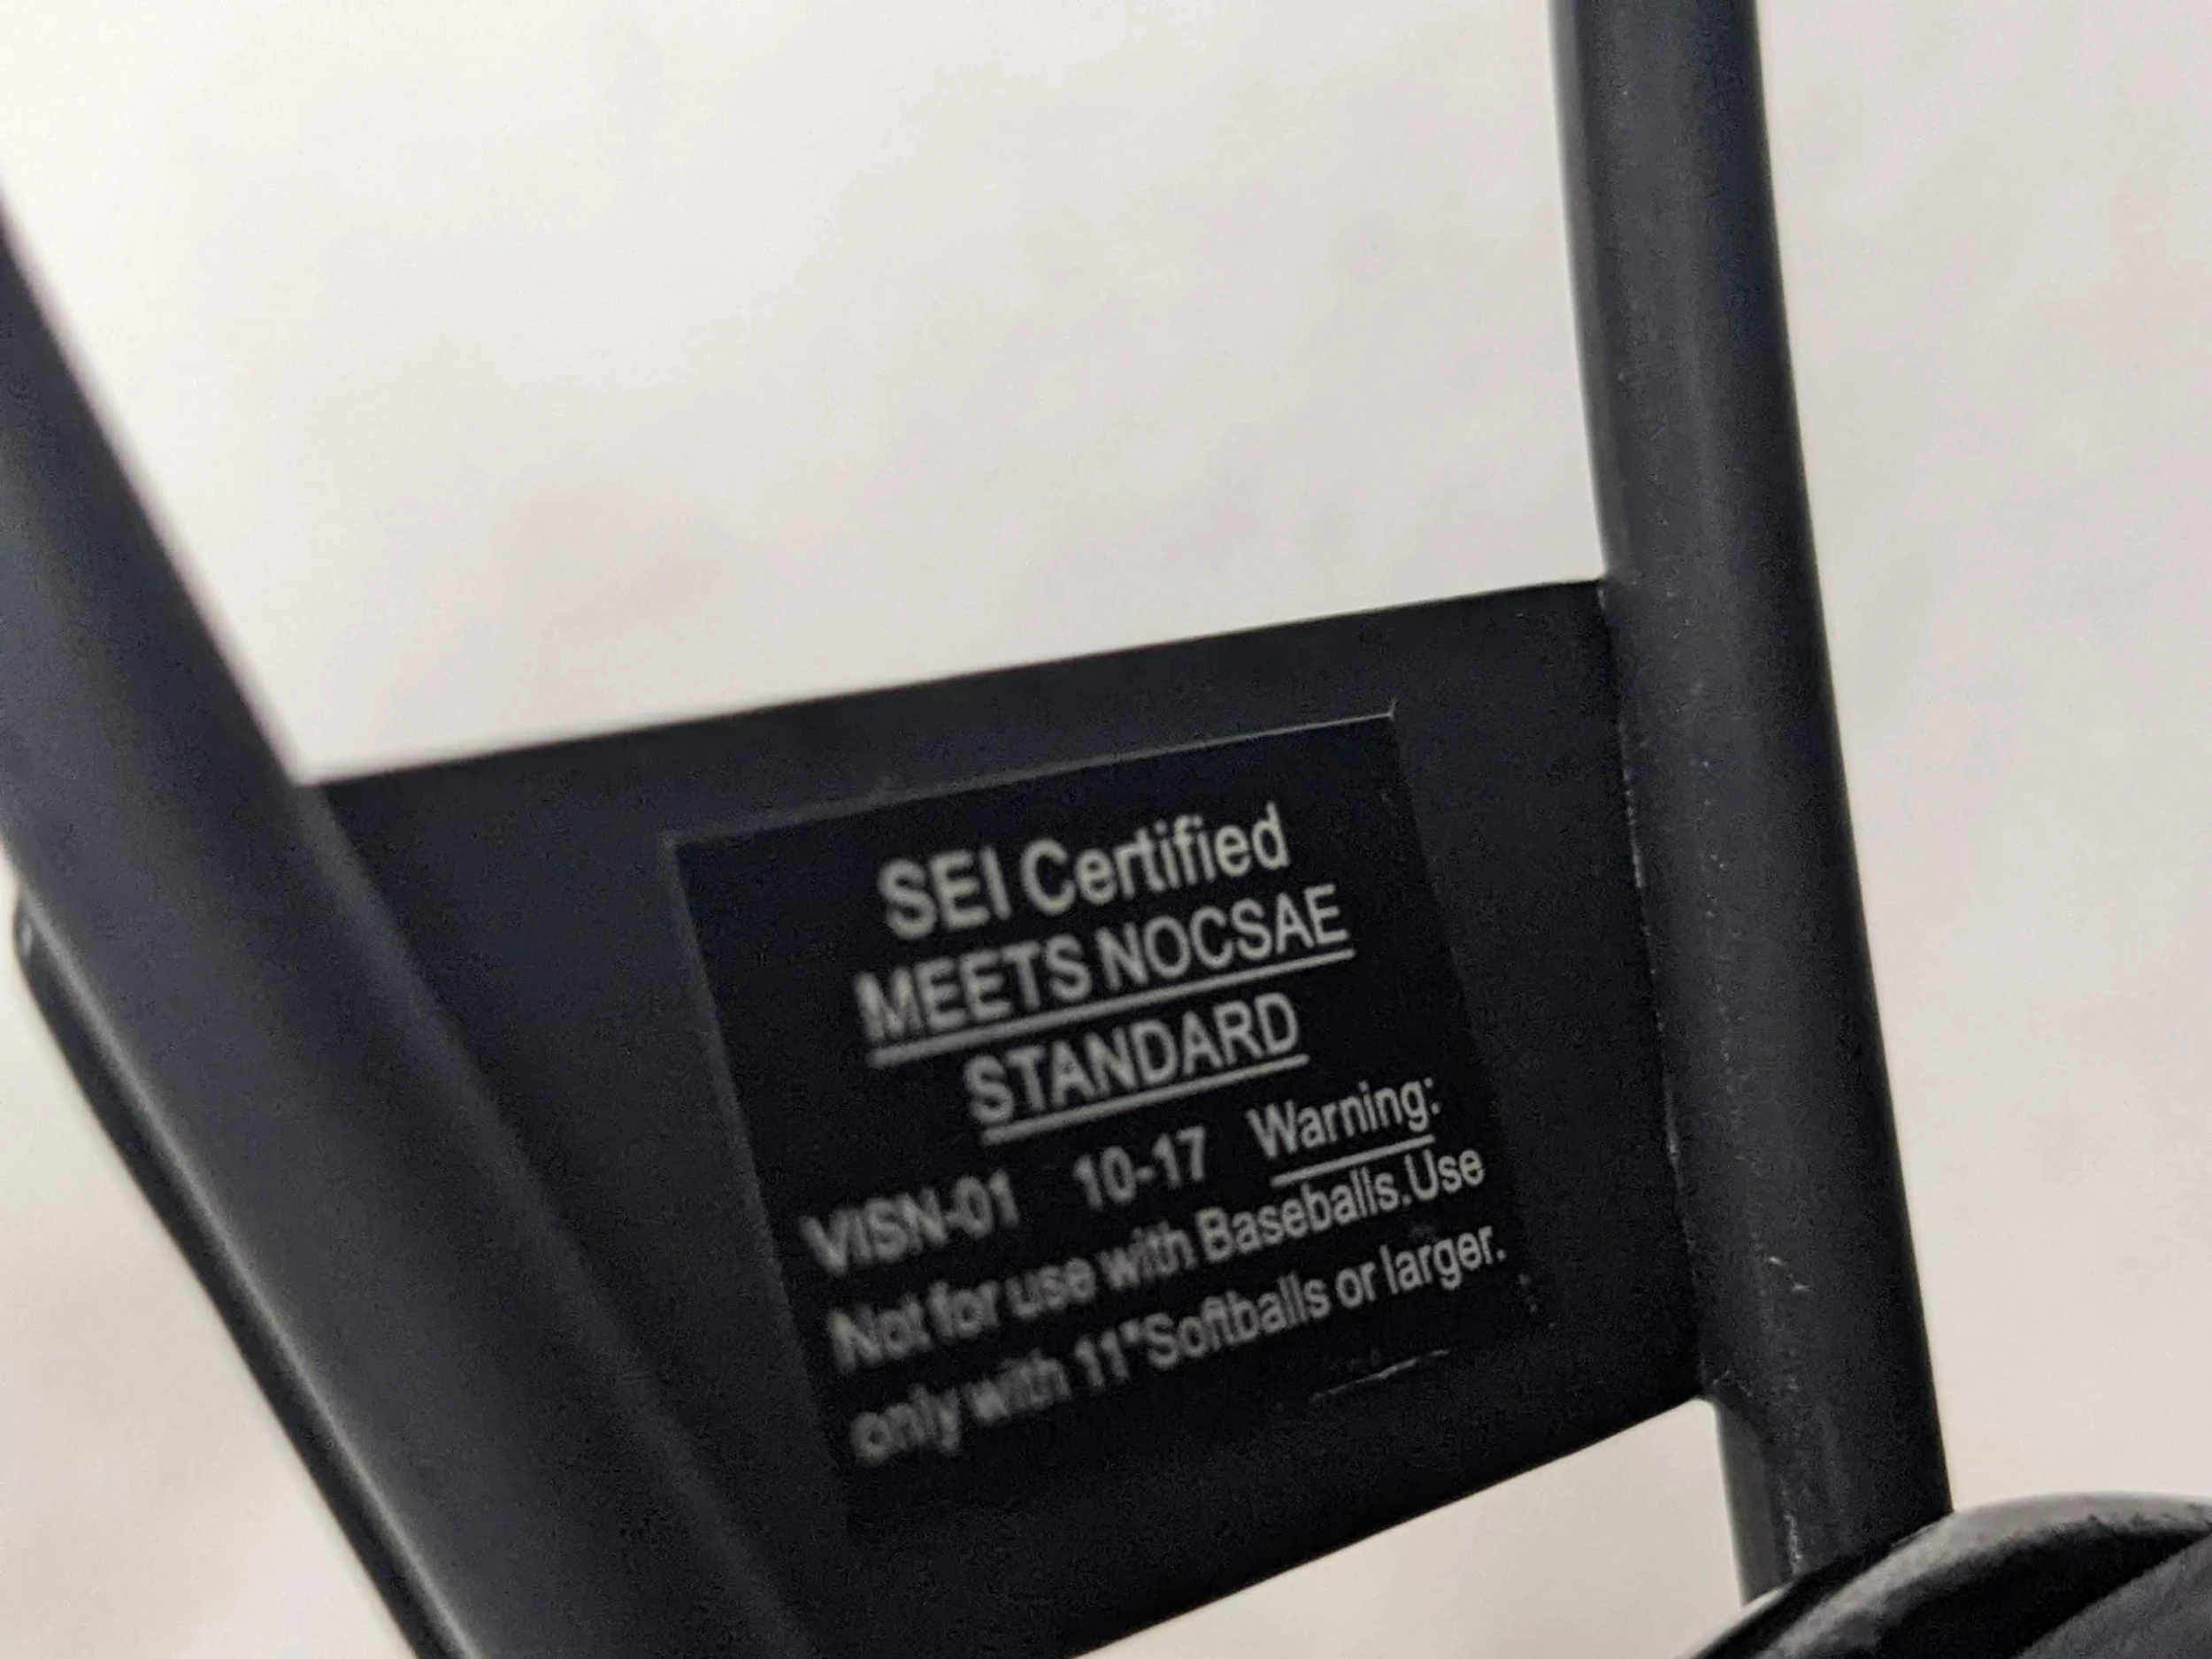 SEI Certified
MEETS NOCSAE
STANDARD
VIISN-01 10-17 Warning:
Not for use with Baseballs.Use
only with 11"Softballs or larger.